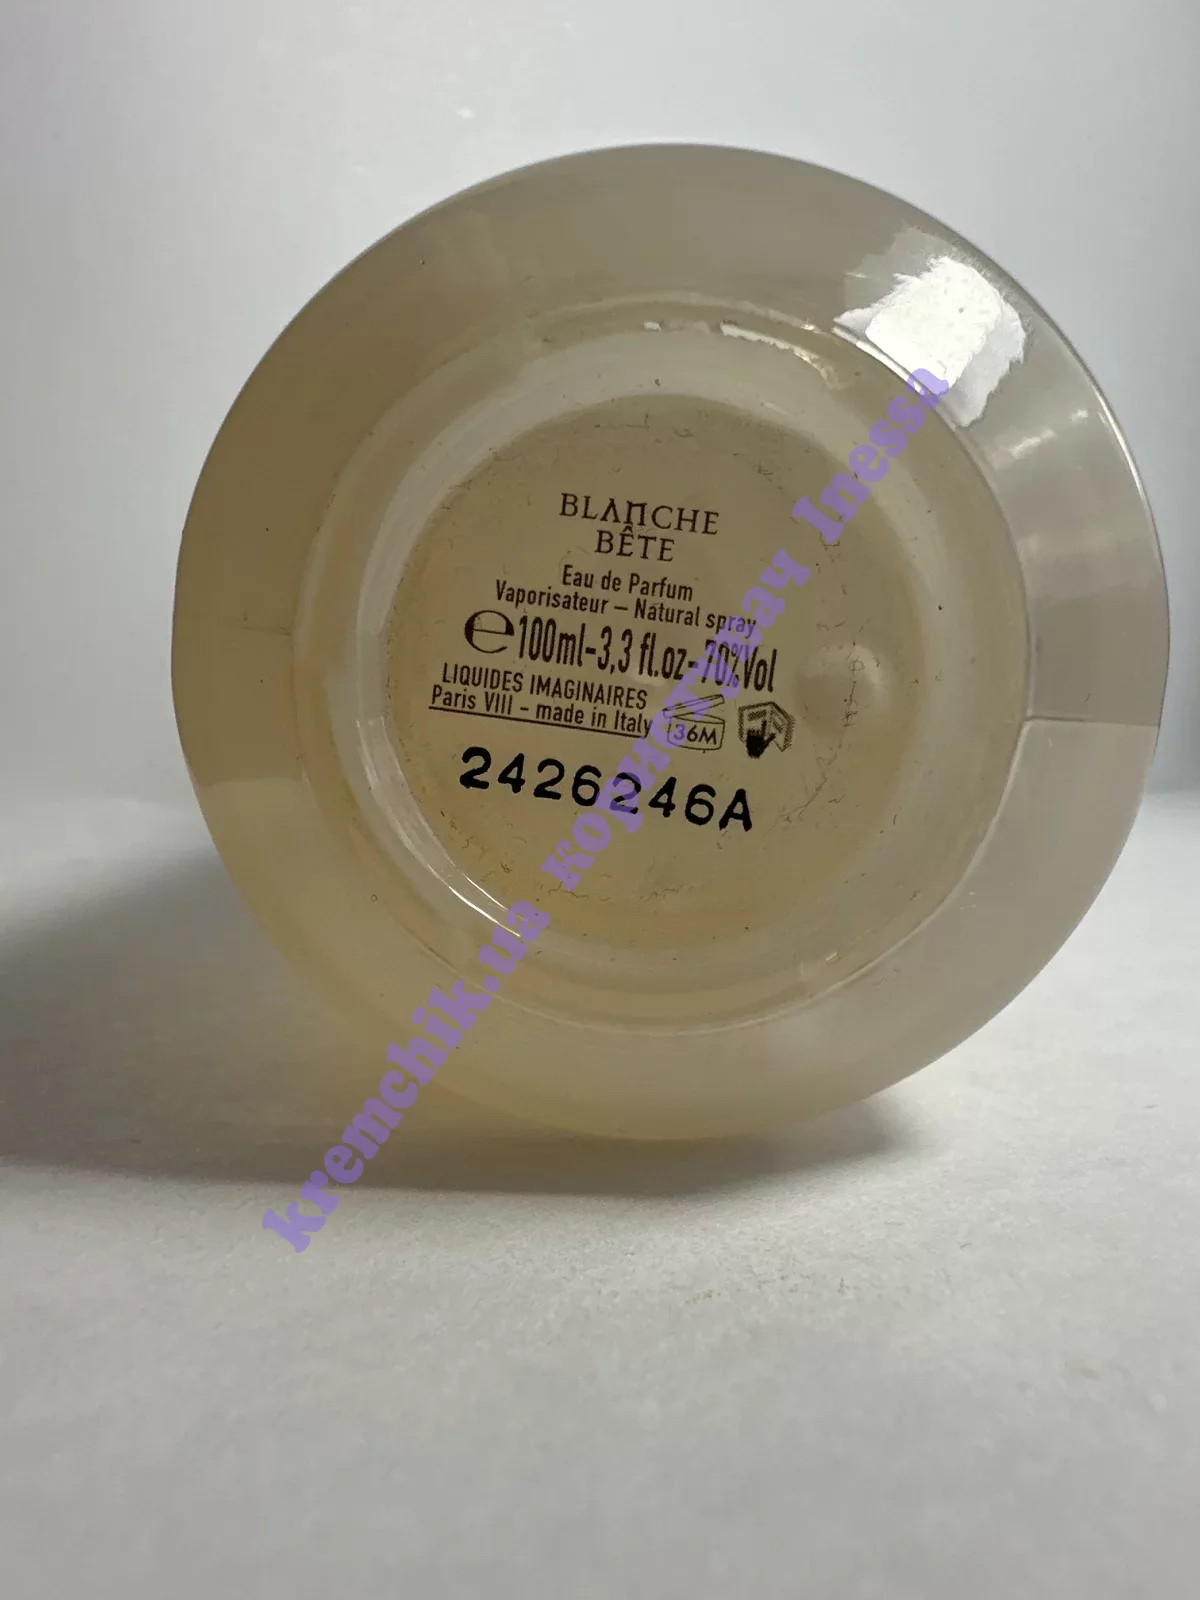 BLANCHE
BÊTE
Eau de Parfum
Vaporisateur – Natural spray
℮100ml-3,3 fl.oz-70%Vol
LIQUIDES IMAGINAIRES
Paris VIII – made in Italy
36M
2426246A
kremchik.ua користувач Inessa